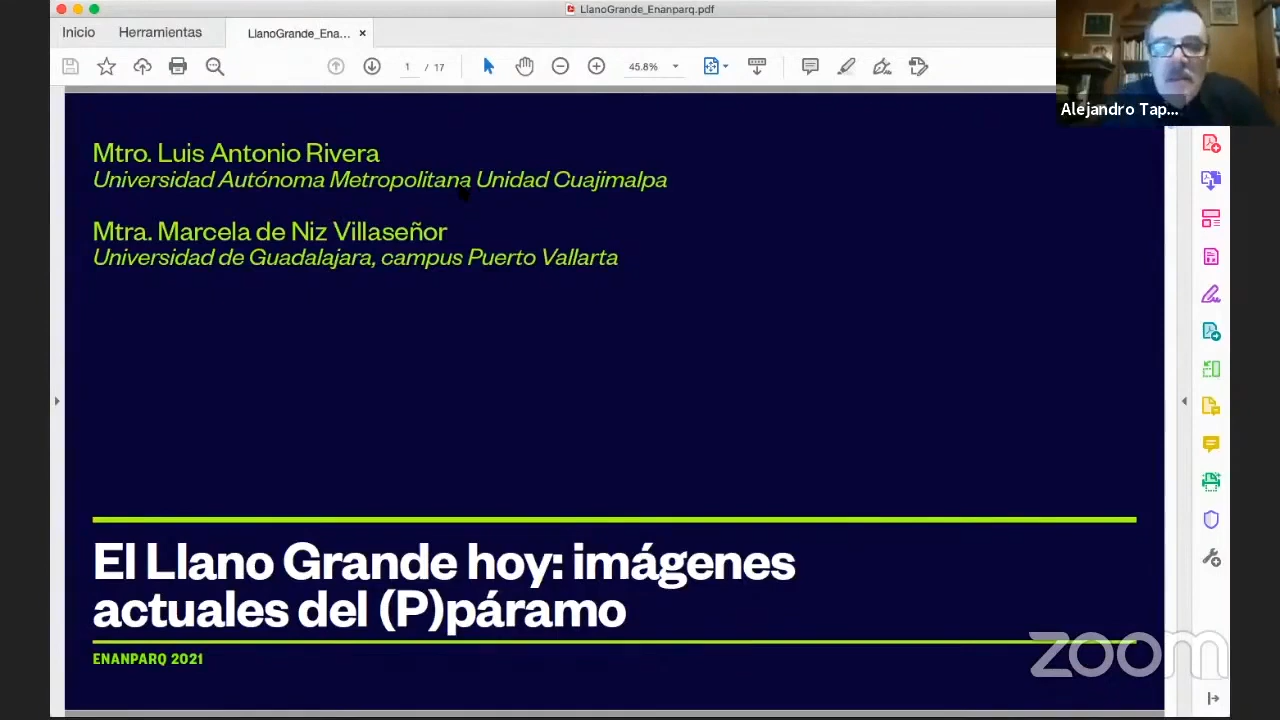 LlanoGrande_Enanparq.pdf
Inicio
Herramientas
LlanoGrande_Ena... ×
1 / 17
45.8%
Alejandro Tap...
Mtro. Luis Antonio Rivera
Universidad Autónoma Metropolitana Unidad Cuajimalpa
Mtra. Marcela de Niz Villaseñor
Universidad de Guadalajara, campus Puerto Vallarta
El Llano Grande hoy: imágenes
actuales del (P)páramo
ENANPARQ 2021
zoom